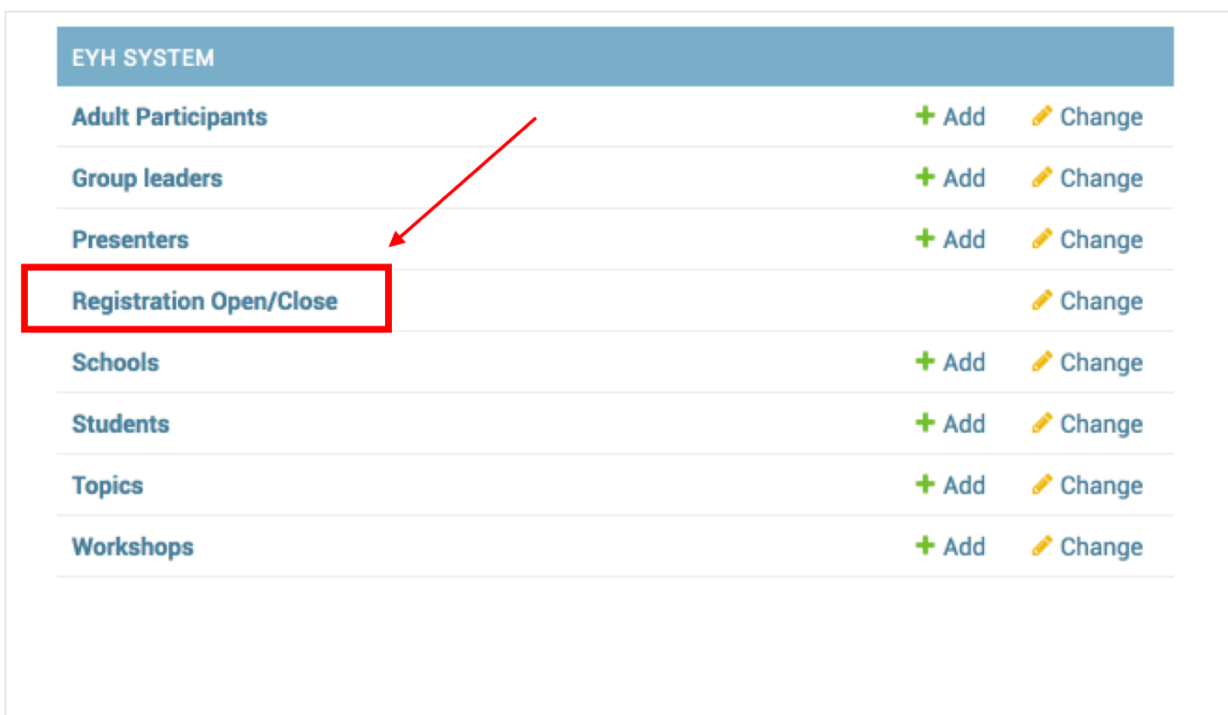 EYH SYSTEM
Adult Participants Add Change
Group leaders Add Change
Presenters Add Change
Registration Open/Close Change
Schools Add Change
Students Add Change
Topics Add Change
Workshops Add Change